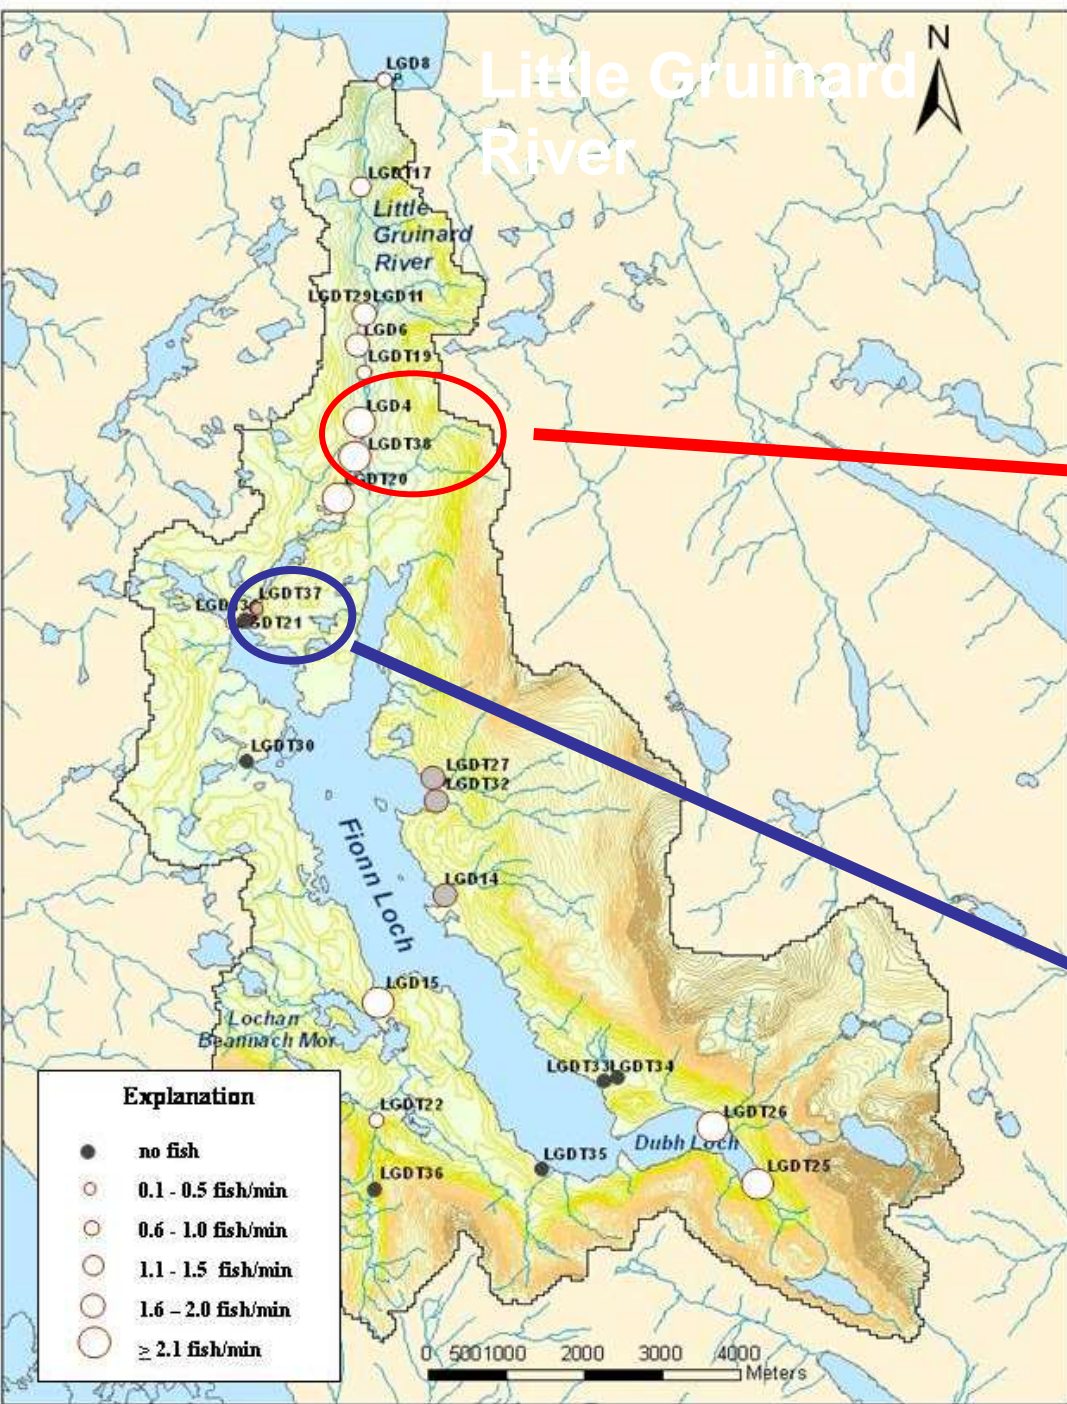 Little Gruinard
River
N
LGD8
LGDT17
Little
Gruinard
River
LGDT29 LGD11
LGD6
LGDT19
LGD4
LGDT38
LGDT20
LGDT37
LGDT21
LGDT30
LGDT27
LGDT32
Fionn Loch
LGD14
LGD15
Lochan
Beannach Mor
LGDT33 LGDT34
LGDT22
LGDT26
Dubh Loch
LGDT35
LGDT25
LGDT36
Explanation
no fish
0.1 - 0.5 fish/min
0.6 - 1.0 fish/min
1.1 - 1.5 fish/min
1.6 – 2.0 fish/min
≥ 2.1 fish/min
0 500 1000 2000 3000 4000
Meters